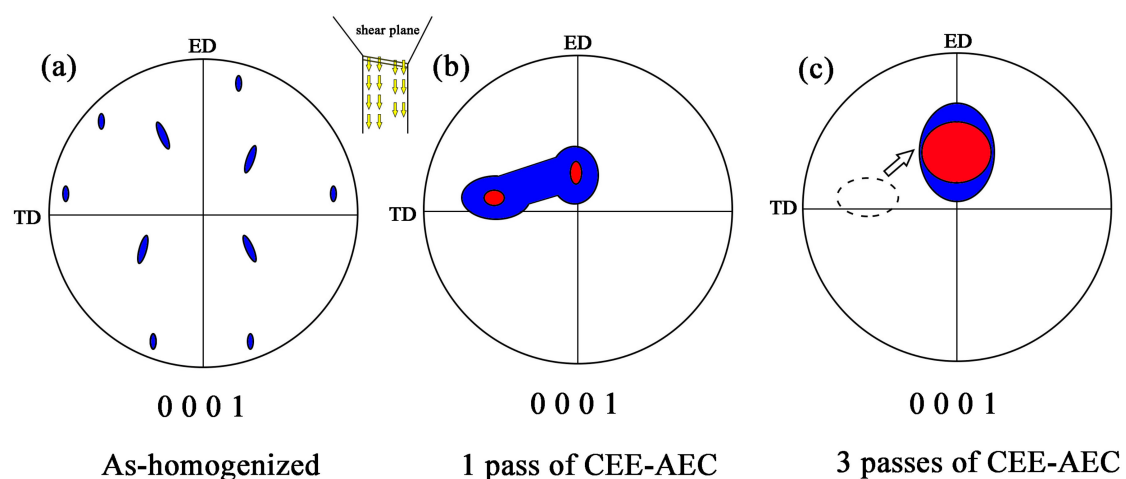 (a)
ED
TD
0 0 0 1
As-homogenized
shear plane
(b)
ED
TD
0 0 0 1
1 pass of CEE-AEC
(c)
ED
TD
0 0 0 1
3 passes of CEE-AEC